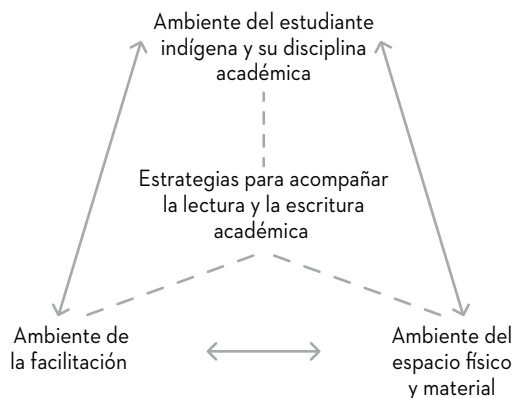 Ambiente del estudiante
indígena y su disciplina
académica
Estrategias para acompañar
la lectura y la escritura
académica
Ambiente de
la facilitación
Ambiente del
espacio físico
y material